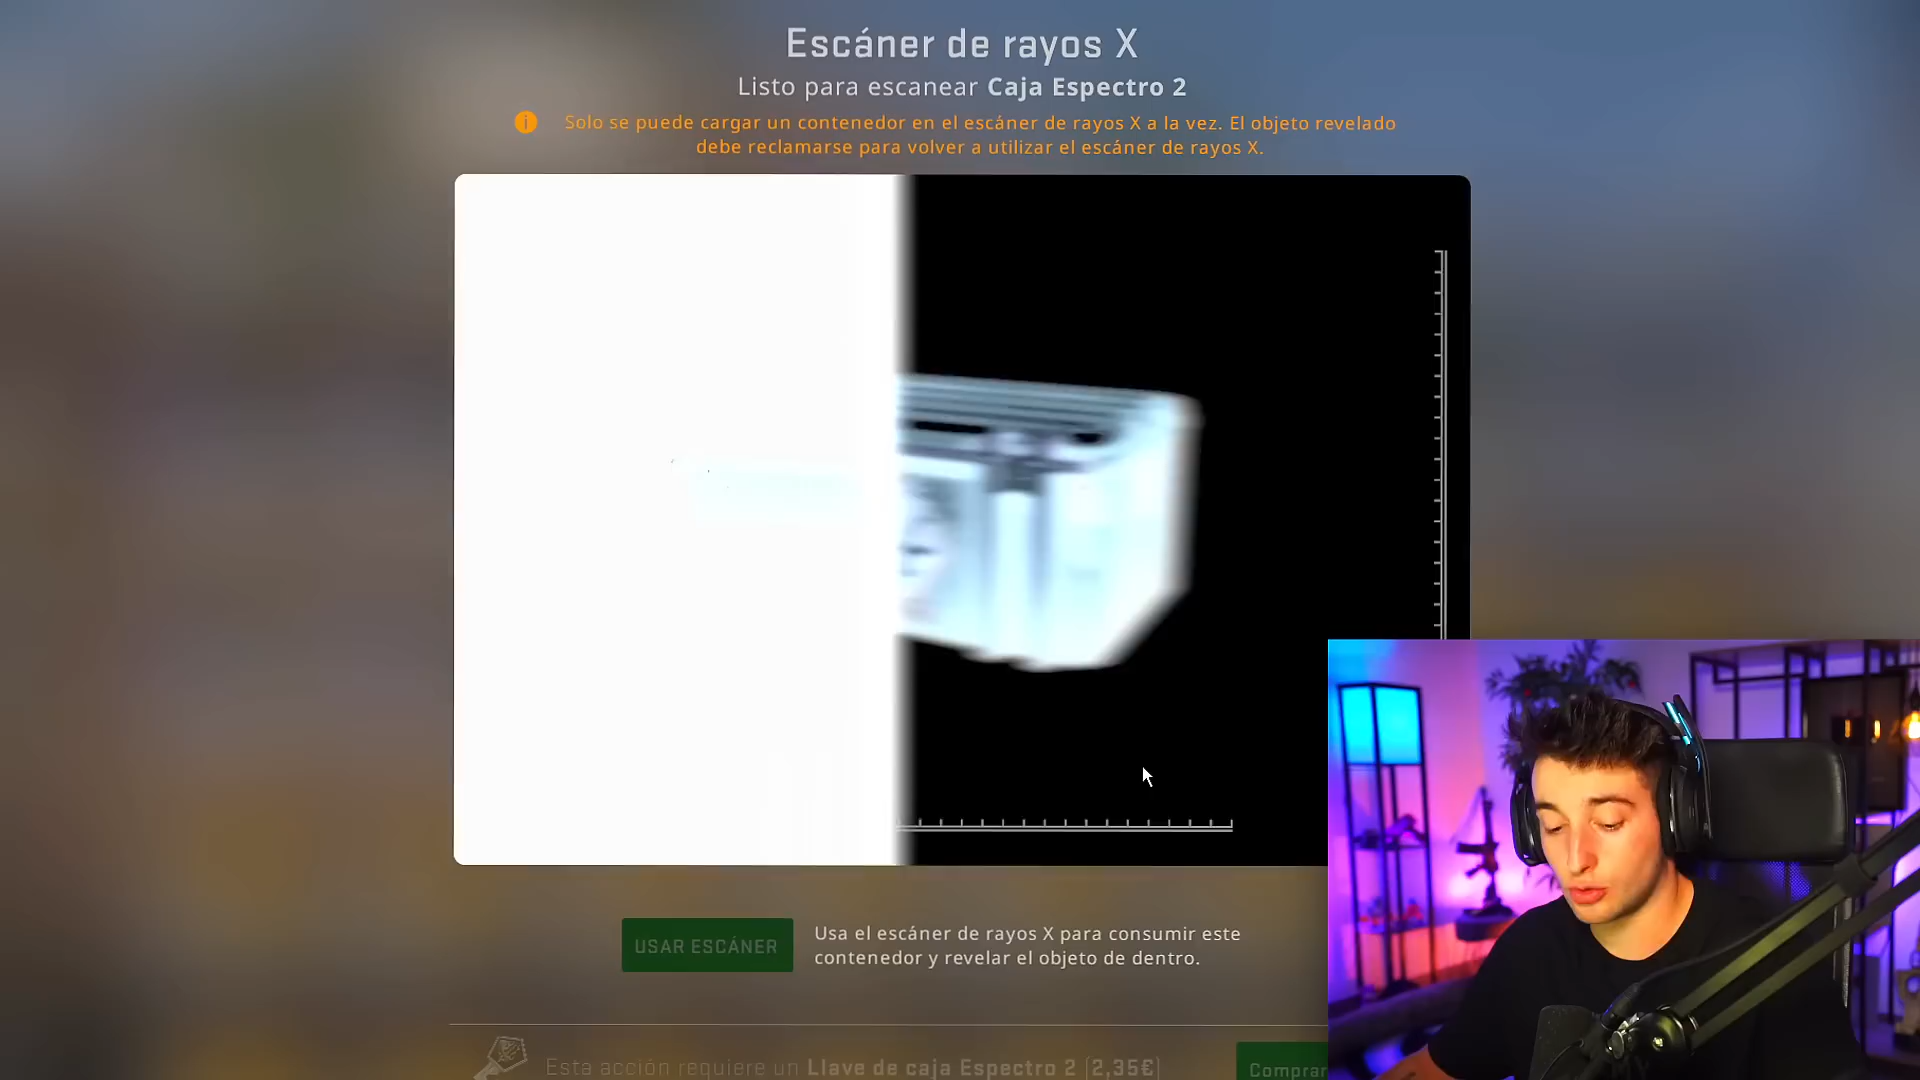 Escáner de rayos X
Listo para escanear Caja Espectro 2
Solo se puede cargar un contenedor en el escáner de rayos X a la vez. El objeto revelado
debe reclamarse para volver a utilizar el escáner de rayos X.
USAR ESCÁNER
Usa el escáner de rayos X para consumir este
contenedor y revelar el objeto de dentro.
Esta acción requiere un Llave de caja Espectro 2 (2,35€)
Comprar